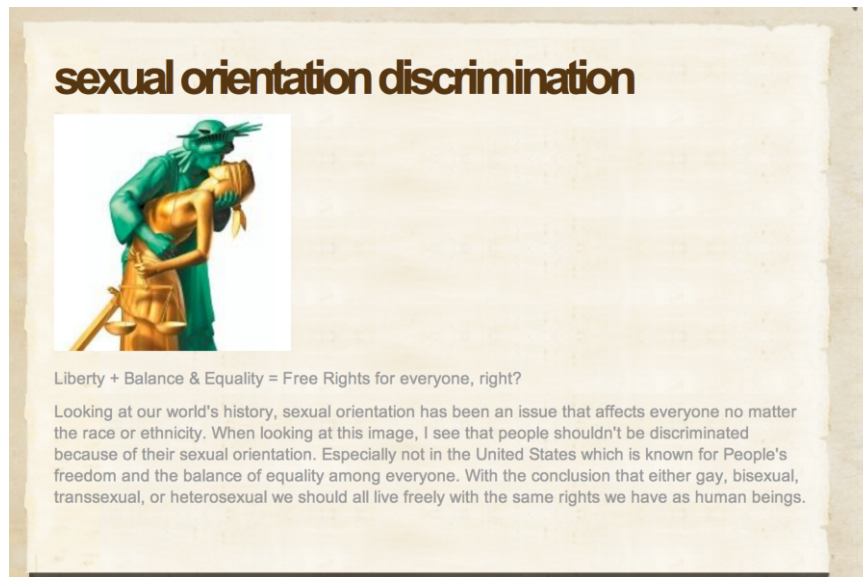 sexual orientation discrimination
Liberty + Balance & Equality = Free Rights for everyone, right?
Looking at our world's history, sexual orientation has been an issue that affects everyone no matter
the race or ethnicity. When looking at this image, I see that people shouldn't be discriminated
because of their sexual orientation. Especially not in the United States which is known for People's
freedom and the balance of equality among everyone. With the conclusion that either gay, bisexual,
transsexual, or heterosexual we should all live freely with the same rights we have as human beings.